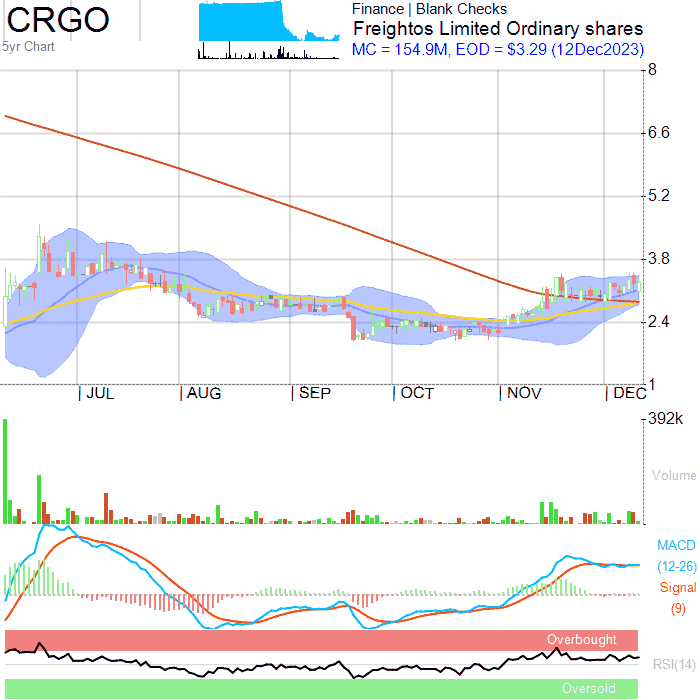 CRGO
5yr Chart
Finance | Blank Checks
Freightos Limited Ordinary shares
MC = 154.9M, EOD = $3.29 (12Dec2023)
8
6.6
5.2
3.8
2.4
1
JUL AUG SEP OCT NOV DEC
392k
Volume
MACD
(12-26)
Signal
(9)
Overbought
RSI(14)
Oversold